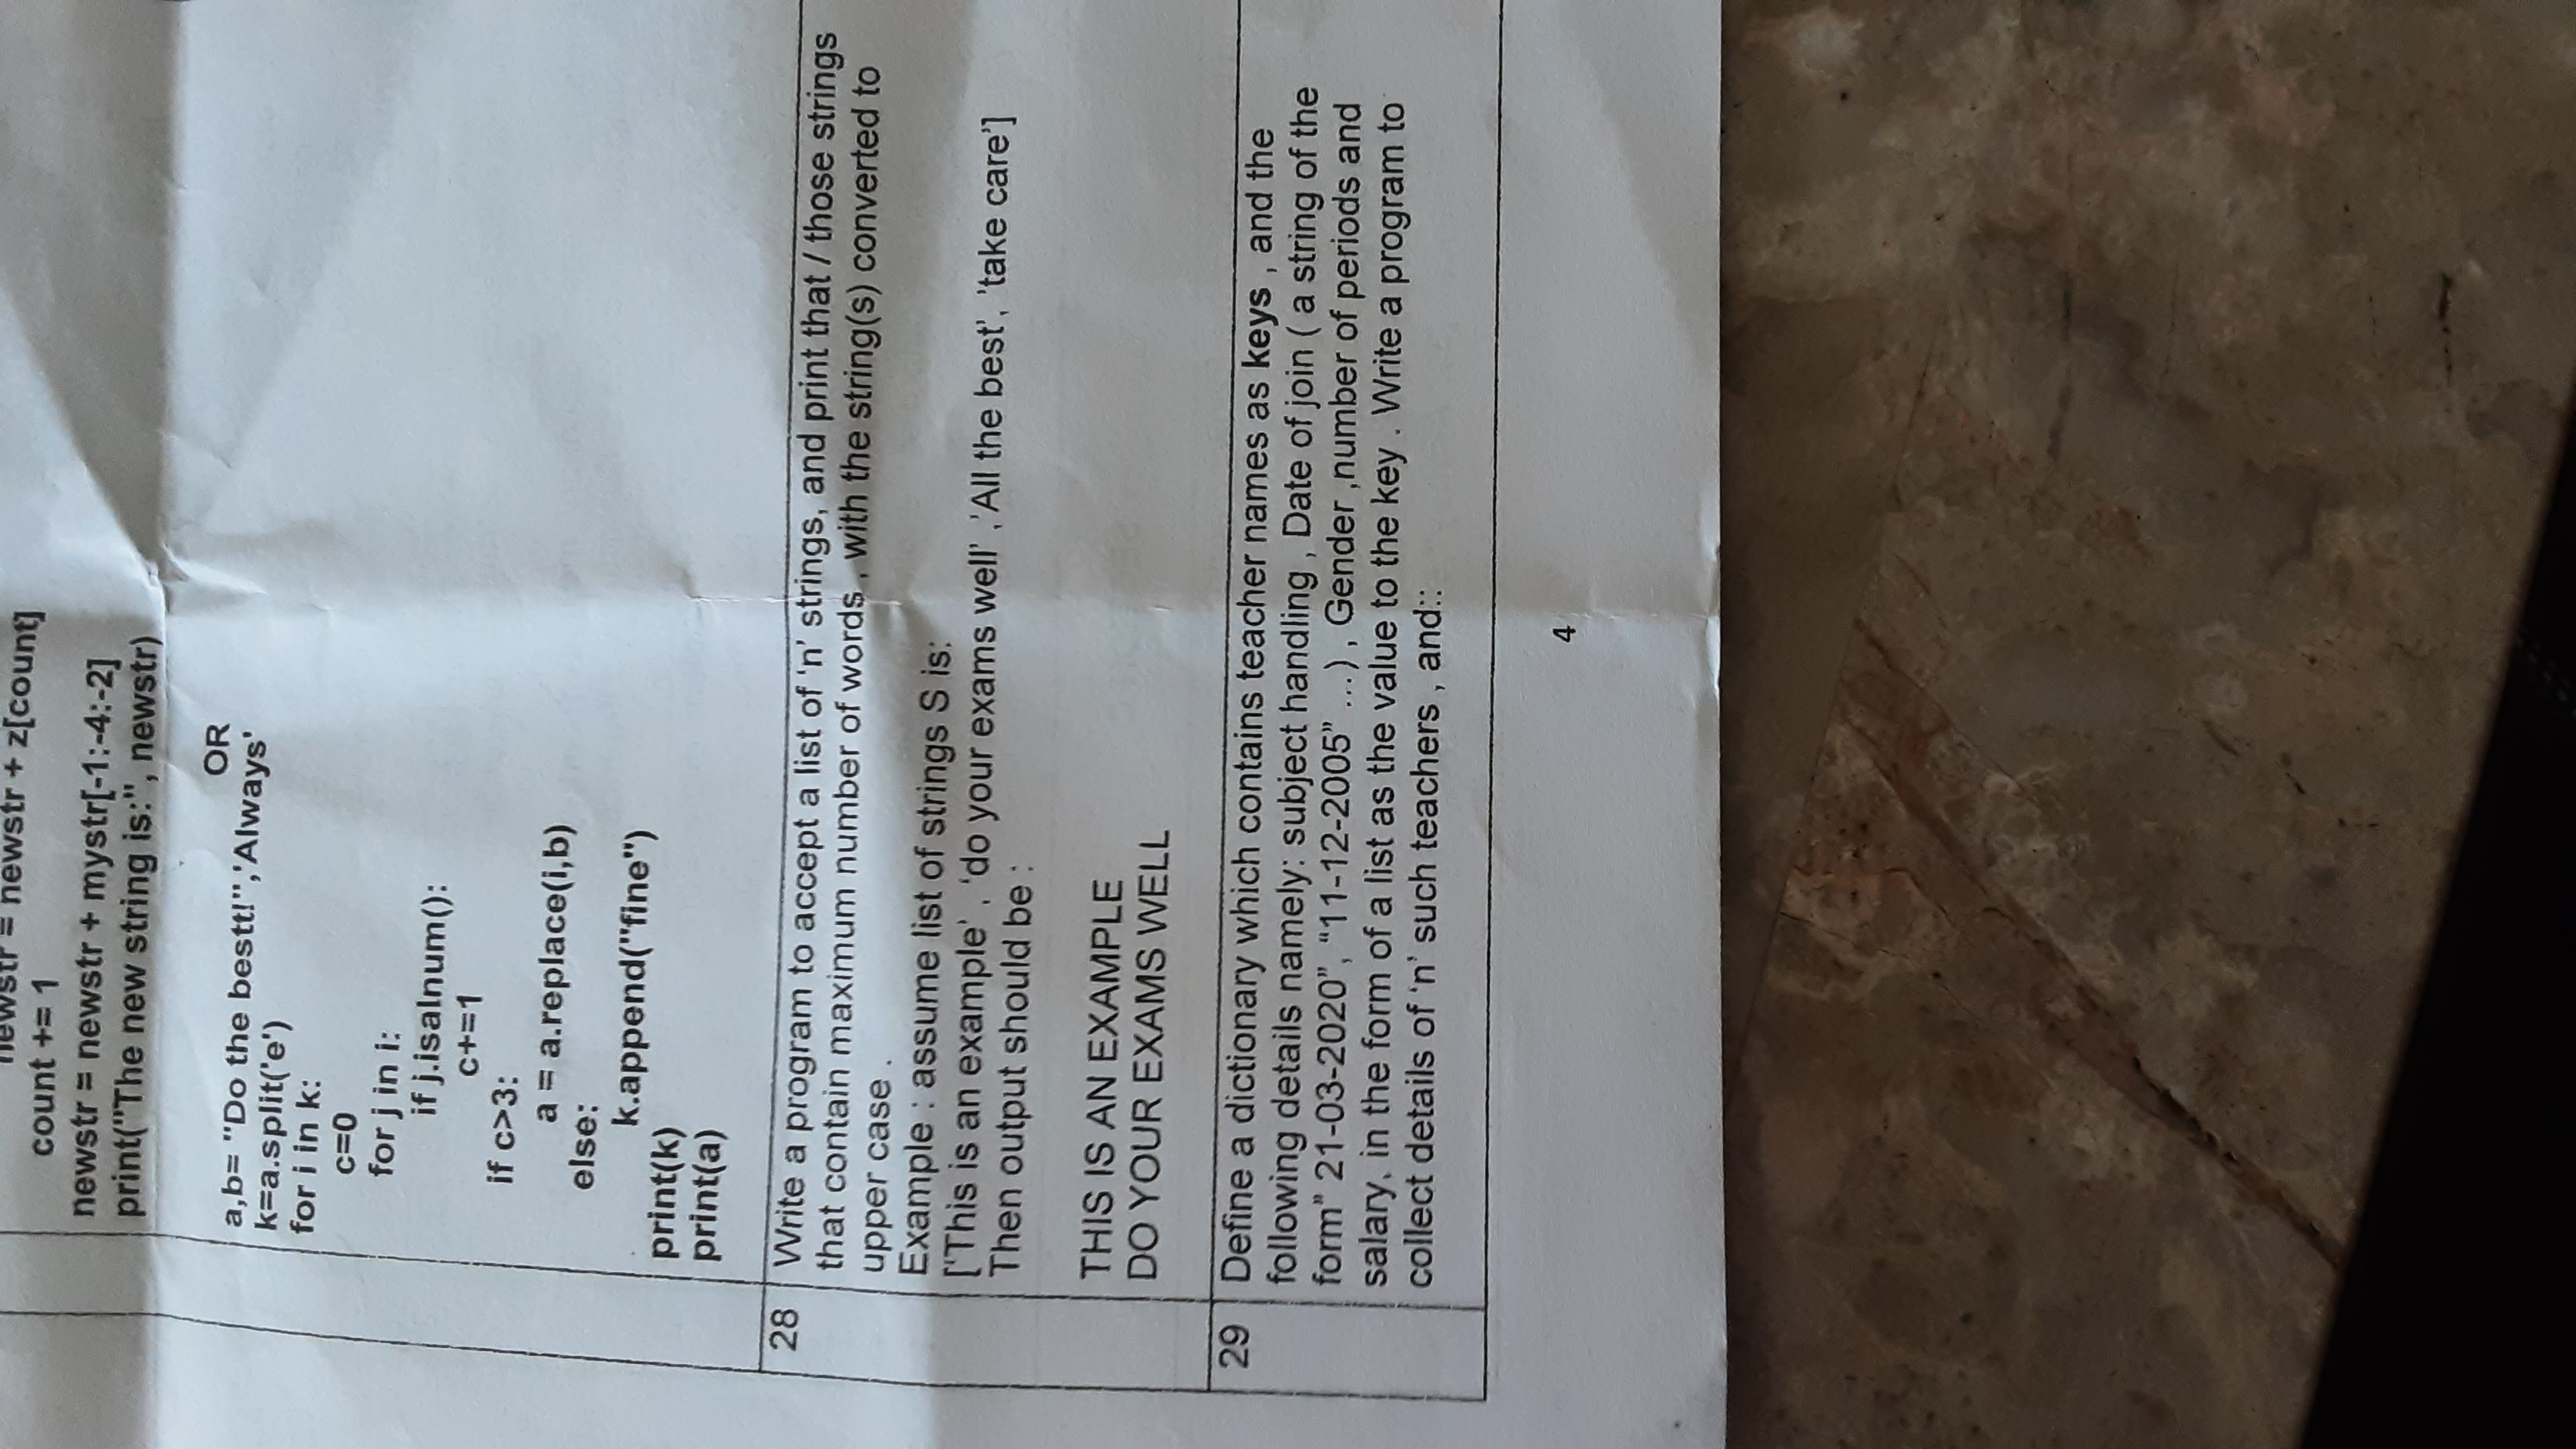 newstr = newstr + z[count]
count += 1
newstr = newstr + mystr[-1:-4:-2]
print("The new string is:", newstr)
OR
a,b= "Do the bestt!",'Always'
k=a.split('e')
for i in k:
c=0
for j in i:
if j.isalnum():
c+=1
if c>3:
a = a.replace(i,b)
else:
k.append("fine")
print(k)
print(a)
28 Write a program to accept a list of ‘n’ strings, and print that / those strings
that contain maximum number of words , with the string(s) converted to
upper case .
Example : assume list of strings S is:
[‘This is an example’ , ‘do your exams well’ ,’All the best’, ’take care’]
Then output should be :
THIS IS AN EXAMPLE
DO YOUR EXAMS WELL
29 Define a dictionary which contains teacher names as keys , and the
following details namely: subject handling , Date of join ( a string of the
form” 21-03-2020”, “11-12-2005” ...) , Gender ,number of periods and
salary, in the form of a list as the value to the key . Write a program to
collect details of ‘n’ such teachers , and::
4